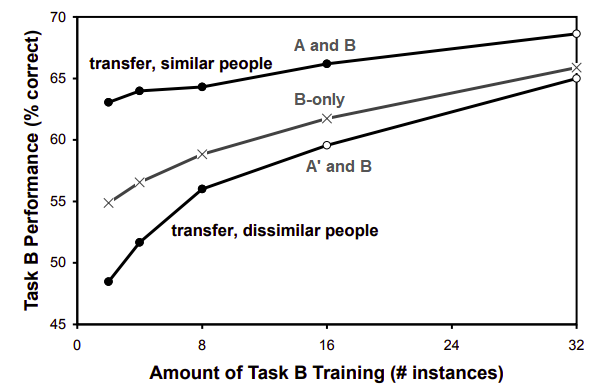 70
65
60
55
50
45
Task B Performance (% correct)
A and B
transfer, similar people
B-only
A' and B
transfer, dissimilar people
0 8 16 24 32
Amount of Task B Training (# instances)